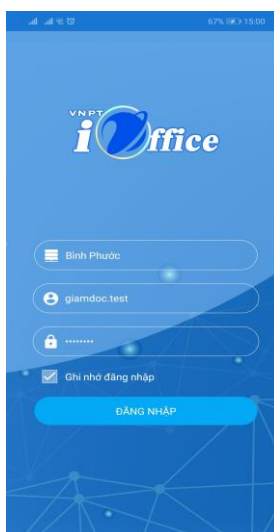 67% 15:00
VNPT
iOffice
Bình Phước
giamdoc.test
········
Ghi nhớ đăng nhập
ĐĂNG NHẬP